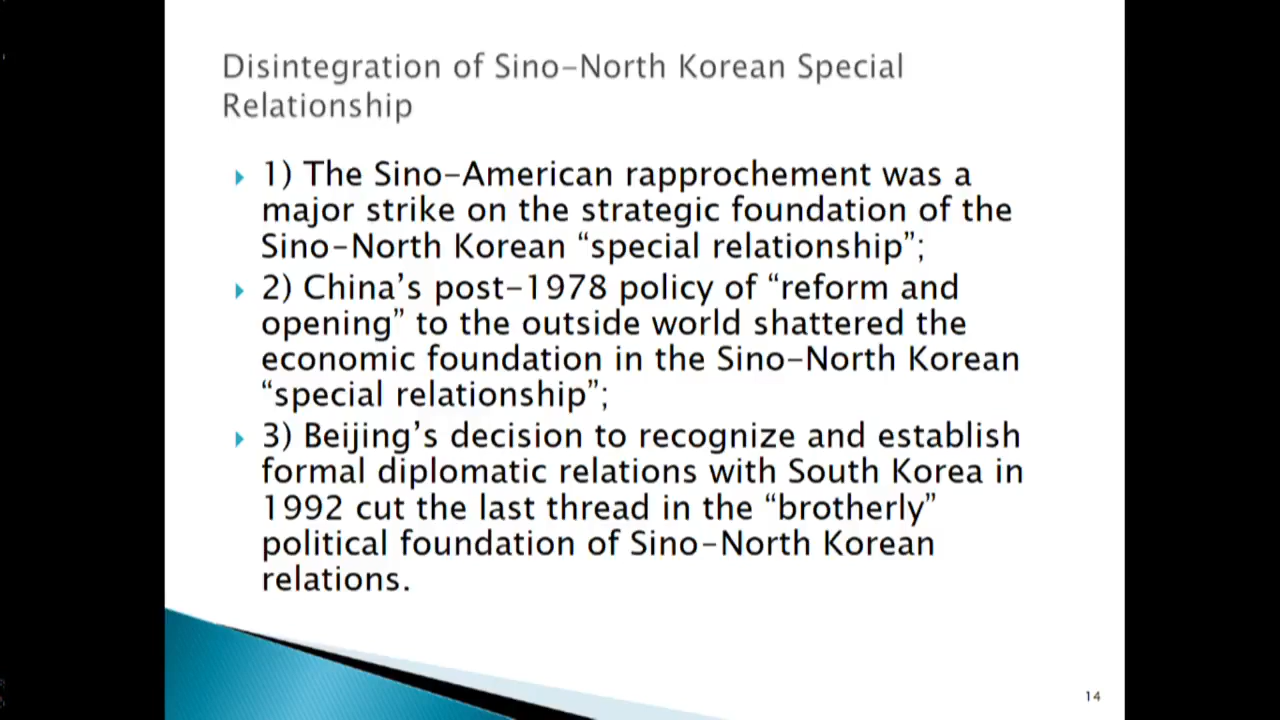 Disintegration of Sino-North Korean Special
Relationship
1) The Sino-American rapprochement was a
major strike on the strategic foundation of the
Sino-North Korean “special relationship”;
2) China’s post-1978 policy of “reform and
opening” to the outside world shattered the
economic foundation in the Sino-North Korean
“special relationship”;
3) Beijing’s decision to recognize and establish
formal diplomatic relations with South Korea in
1992 cut the last thread in the “brotherly”
political foundation of Sino-North Korean
relations.
14